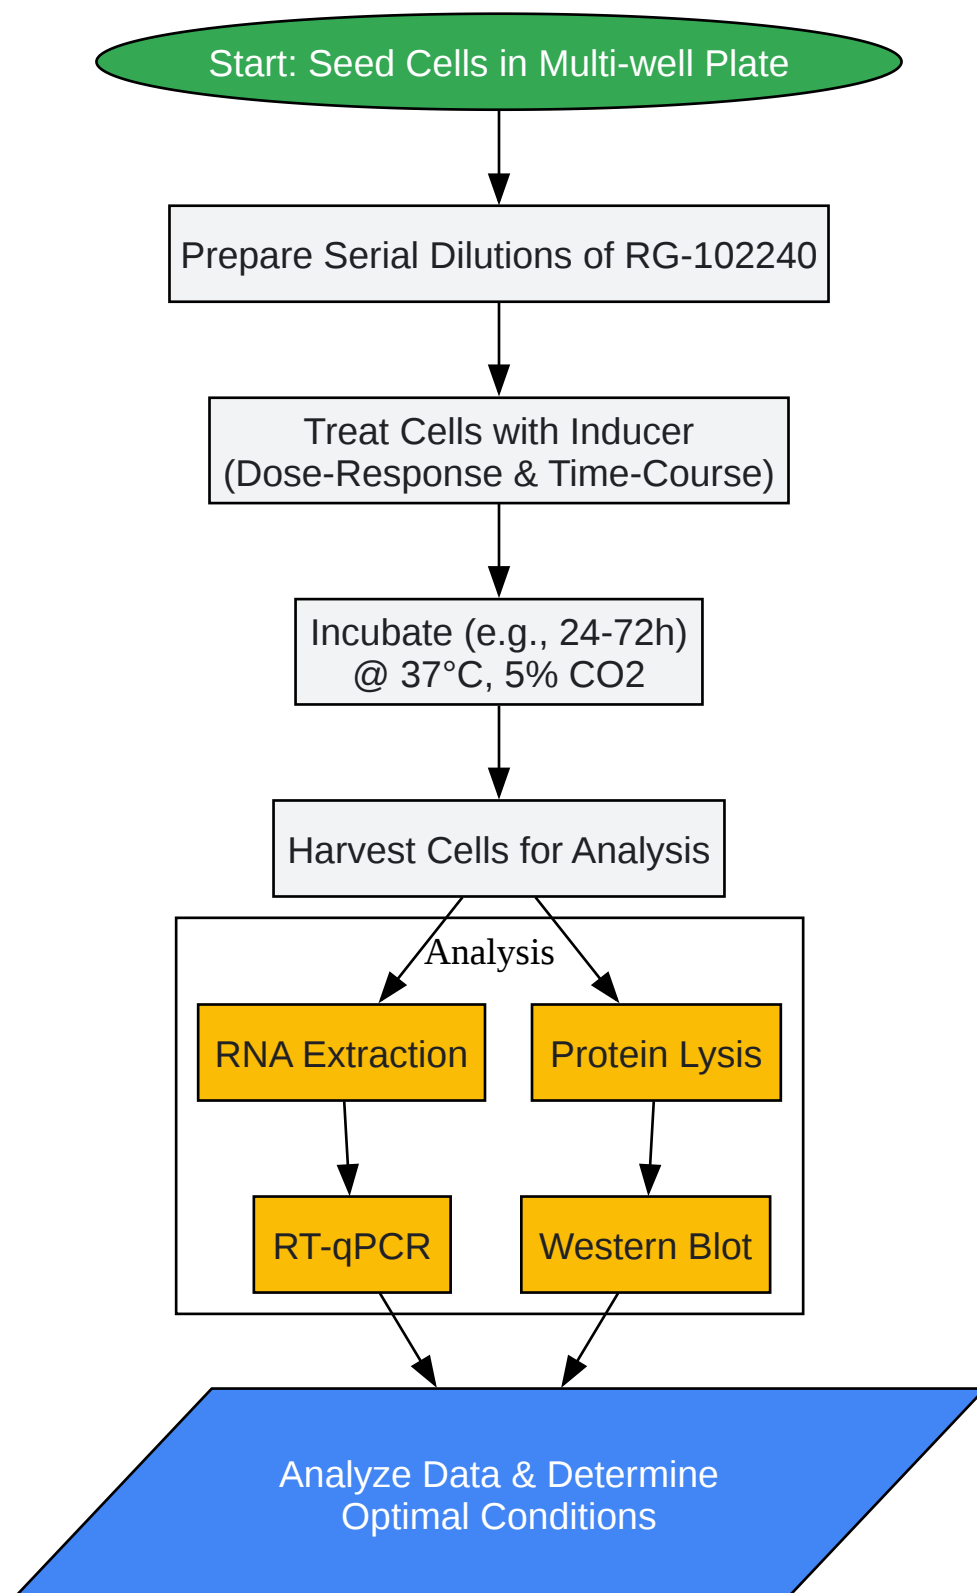 Start: Seed Cells in Multi-well Plate
Prepare Serial Dilutions of RG-102240
Treat Cells with Inducer
(Dose-Response & Time-Course)
Incubate (e.g., 24-72h)
@ 37°C, 5% CO2
Harvest Cells for Analysis
Analysis
RNA Extraction
Protein Lysis
RT-qPCR
Western Blot
Analyze Data & Determine
Optimal Conditions